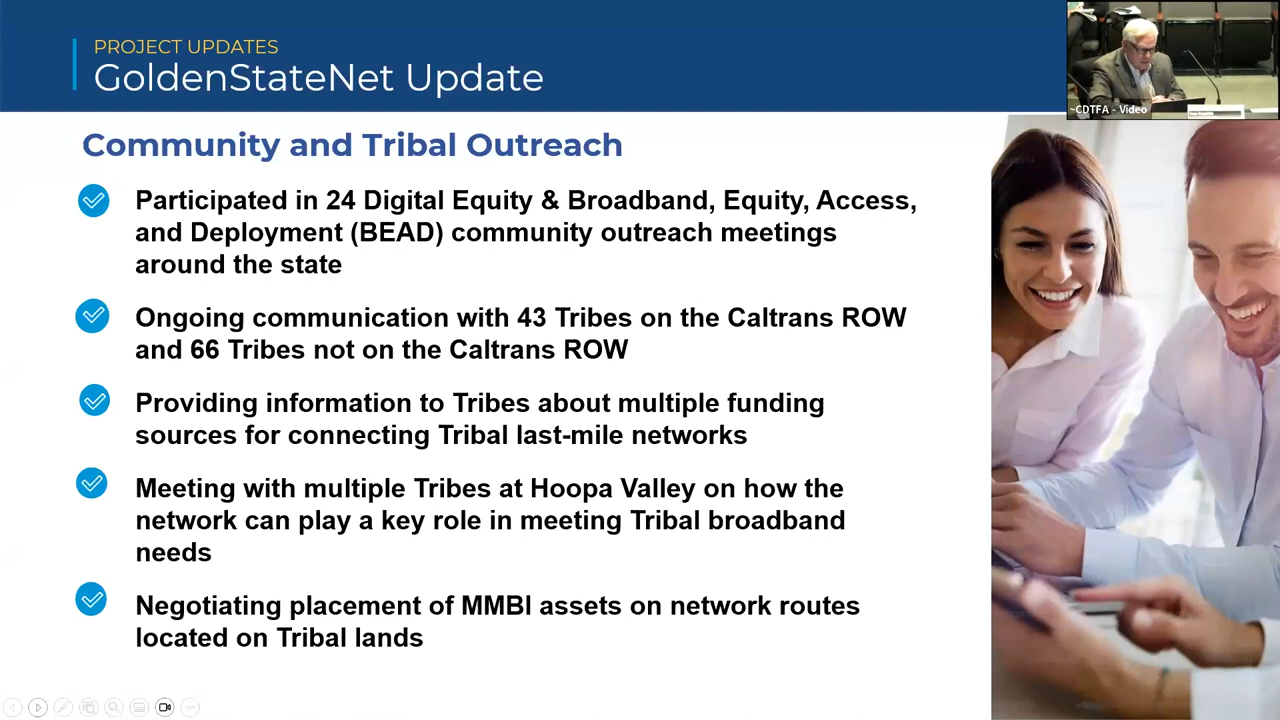 PROJECT UPDATES
GoldenStateNet Update
~CDTFA - Video
Community and Tribal Outreach
Participated in 24 Digital Equity & Broadband, Equity, Access,
and Deployment (BEAD) community outreach meetings
around the state
Ongoing communication with 43 Tribes on the Caltrans ROW
and 66 Tribes not on the Caltrans ROW
Providing information to Tribes about multiple funding
sources for connecting Tribal last-mile networks
Meeting with multiple Tribes at Hoopa Valley on how the
network can play a key role in meeting Tribal broadband
needs
Negotiating placement of MMBI assets on network routes
located on Tribal lands